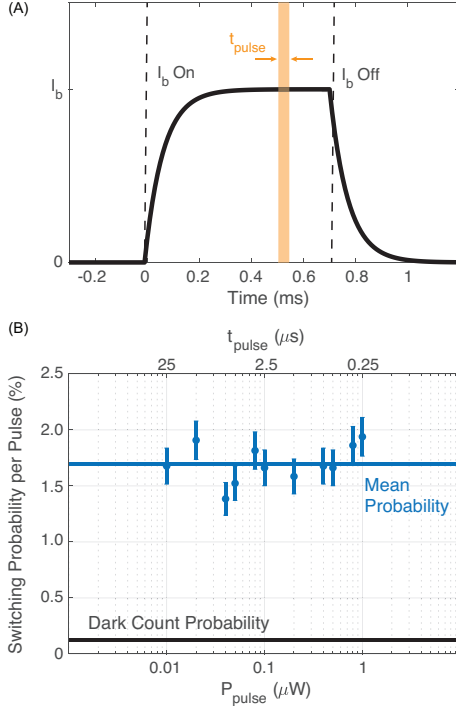 (A)
t_pulse
I_b On
I_b Off
I_b
0
-0.2 0 0.2 0.4 0.6 0.8 1
Time (ms)
(B)
t_pulse (μs)
25 2.5 0.25
Switching Probability per Pulse (%)
2.5
2.0
1.5
1.0
0.5
0
Mean
Probability
Dark Count Probability
0.01 0.1 1
P_pulse (μW)